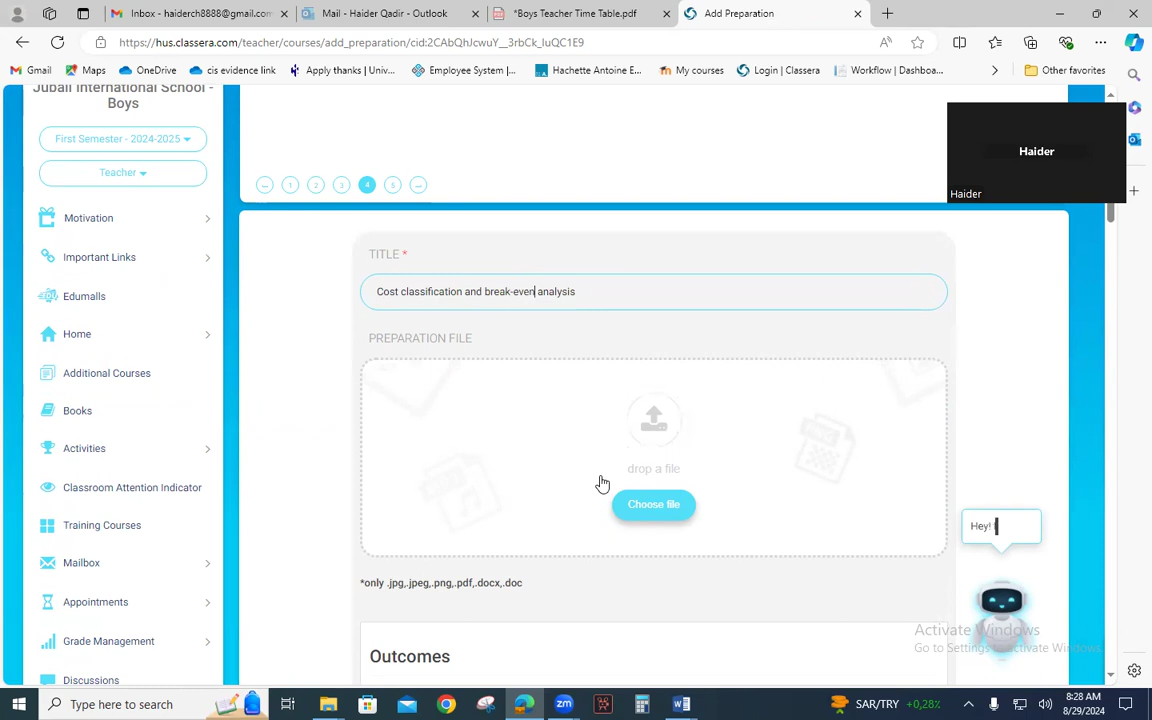 Inbox - haiderch8888@gmail.con
Mail - Haider Qadir - Outlook
*Boys Teacher Time Table.pdf
Add Preparation
https://hus.classera.com/teacher/courses/add_preparation/cid:2CAbQhJcwuY__3rbCk_luQC1E9
Gmail
Maps
OneDrive
cis evidence link
Apply thanks | Univ...
Employee System |...
Hachette Antoine E...
My courses
Login | Classera
Workflow | Dashboa...
Other favorites
Jubail International School -
Boys
First Semester - 2024-2025
Teacher
Motivation
Important Links
Edumalls
Home
Additional Courses
Books
Activities
Classroom Attention Indicator
Training Courses
Mailbox
Appointments
Grade Management
Discussions
1 2 3 4 5
Haider
Haider
TITLE *
Cost classification and break-even analysis
PREPARATION FILE
drop a file
Choose file
*only .jpg,.jpeg,.png,.pdf,.docx,.doc
Outcomes
Hey!
Activate Windows
Go to Settings to activate Windows.
Type here to search
SAR/TRY +0,28%
8:28 AM
8/29/2024